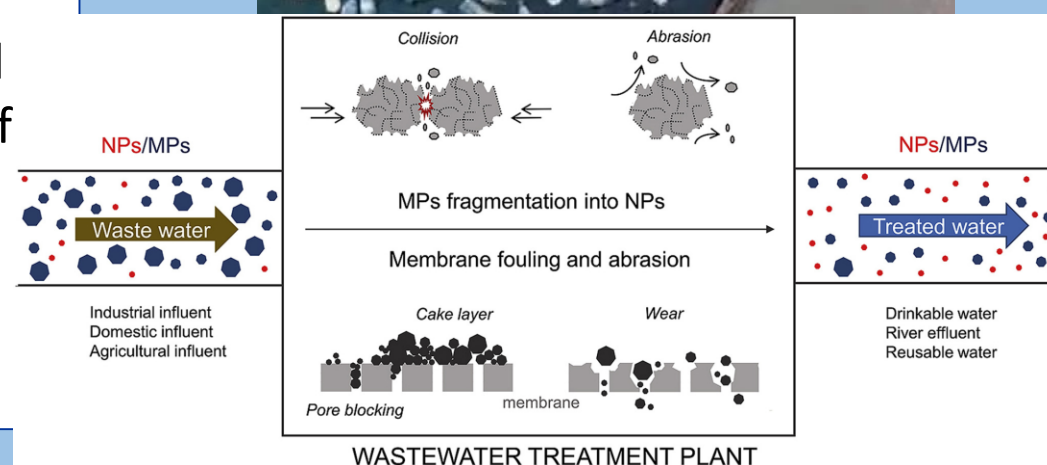 f
Collision
Abrasion
NPs/MPs
Waste water
Industrial influent
Domestic influent
Agricultural influent
MPs fragmentation into NPs
Membrane fouling and abrasion
Cake layer
Wear
Pore blocking
membrane
NPs/MPs
Treated water
Drinkable water
River effluent
Reusable water
WASTEWATER TREATMENT PLANT